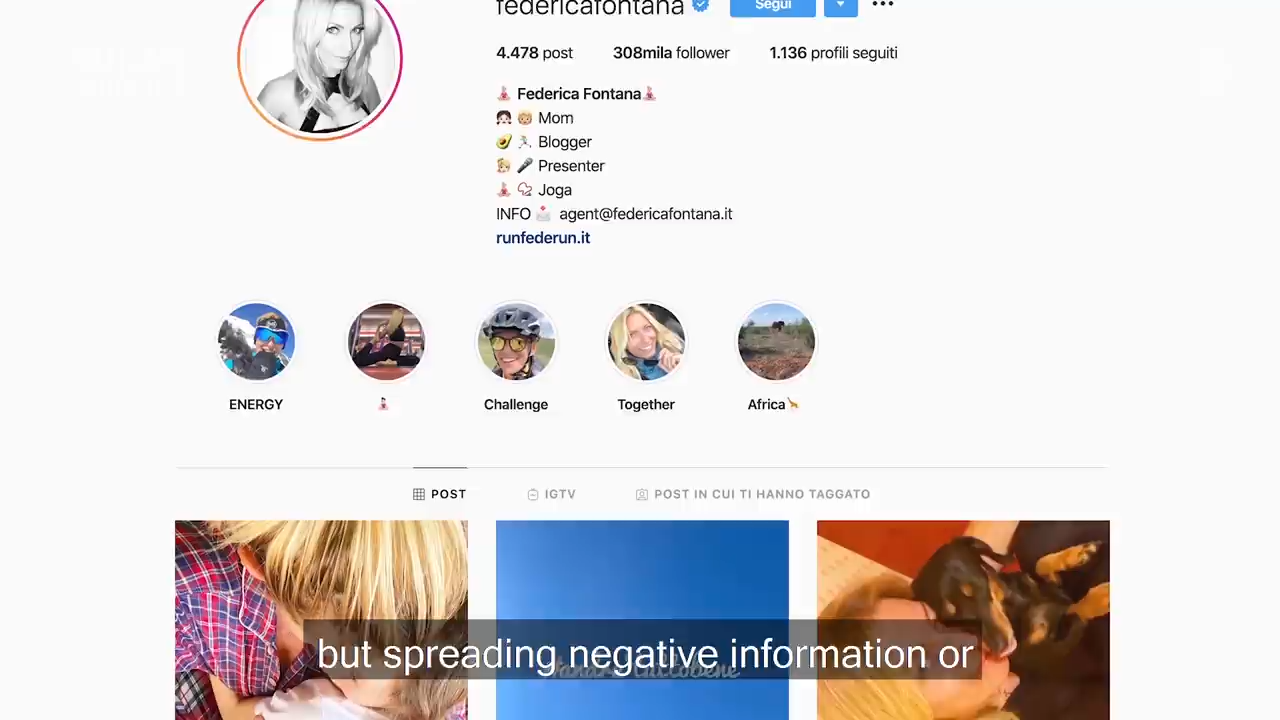 federicafontana
Segui
4.478 post 308mila follower 1.136 profili seguiti
Federica Fontana
Mom
Blogger
Presenter
Joga
INFO agent@federicafontana.it
runfederun.it
ENERGY Challenge Together Africa
POST IGTV POST IN CUI TI HANNO TAGGATO
but spreading negative information or